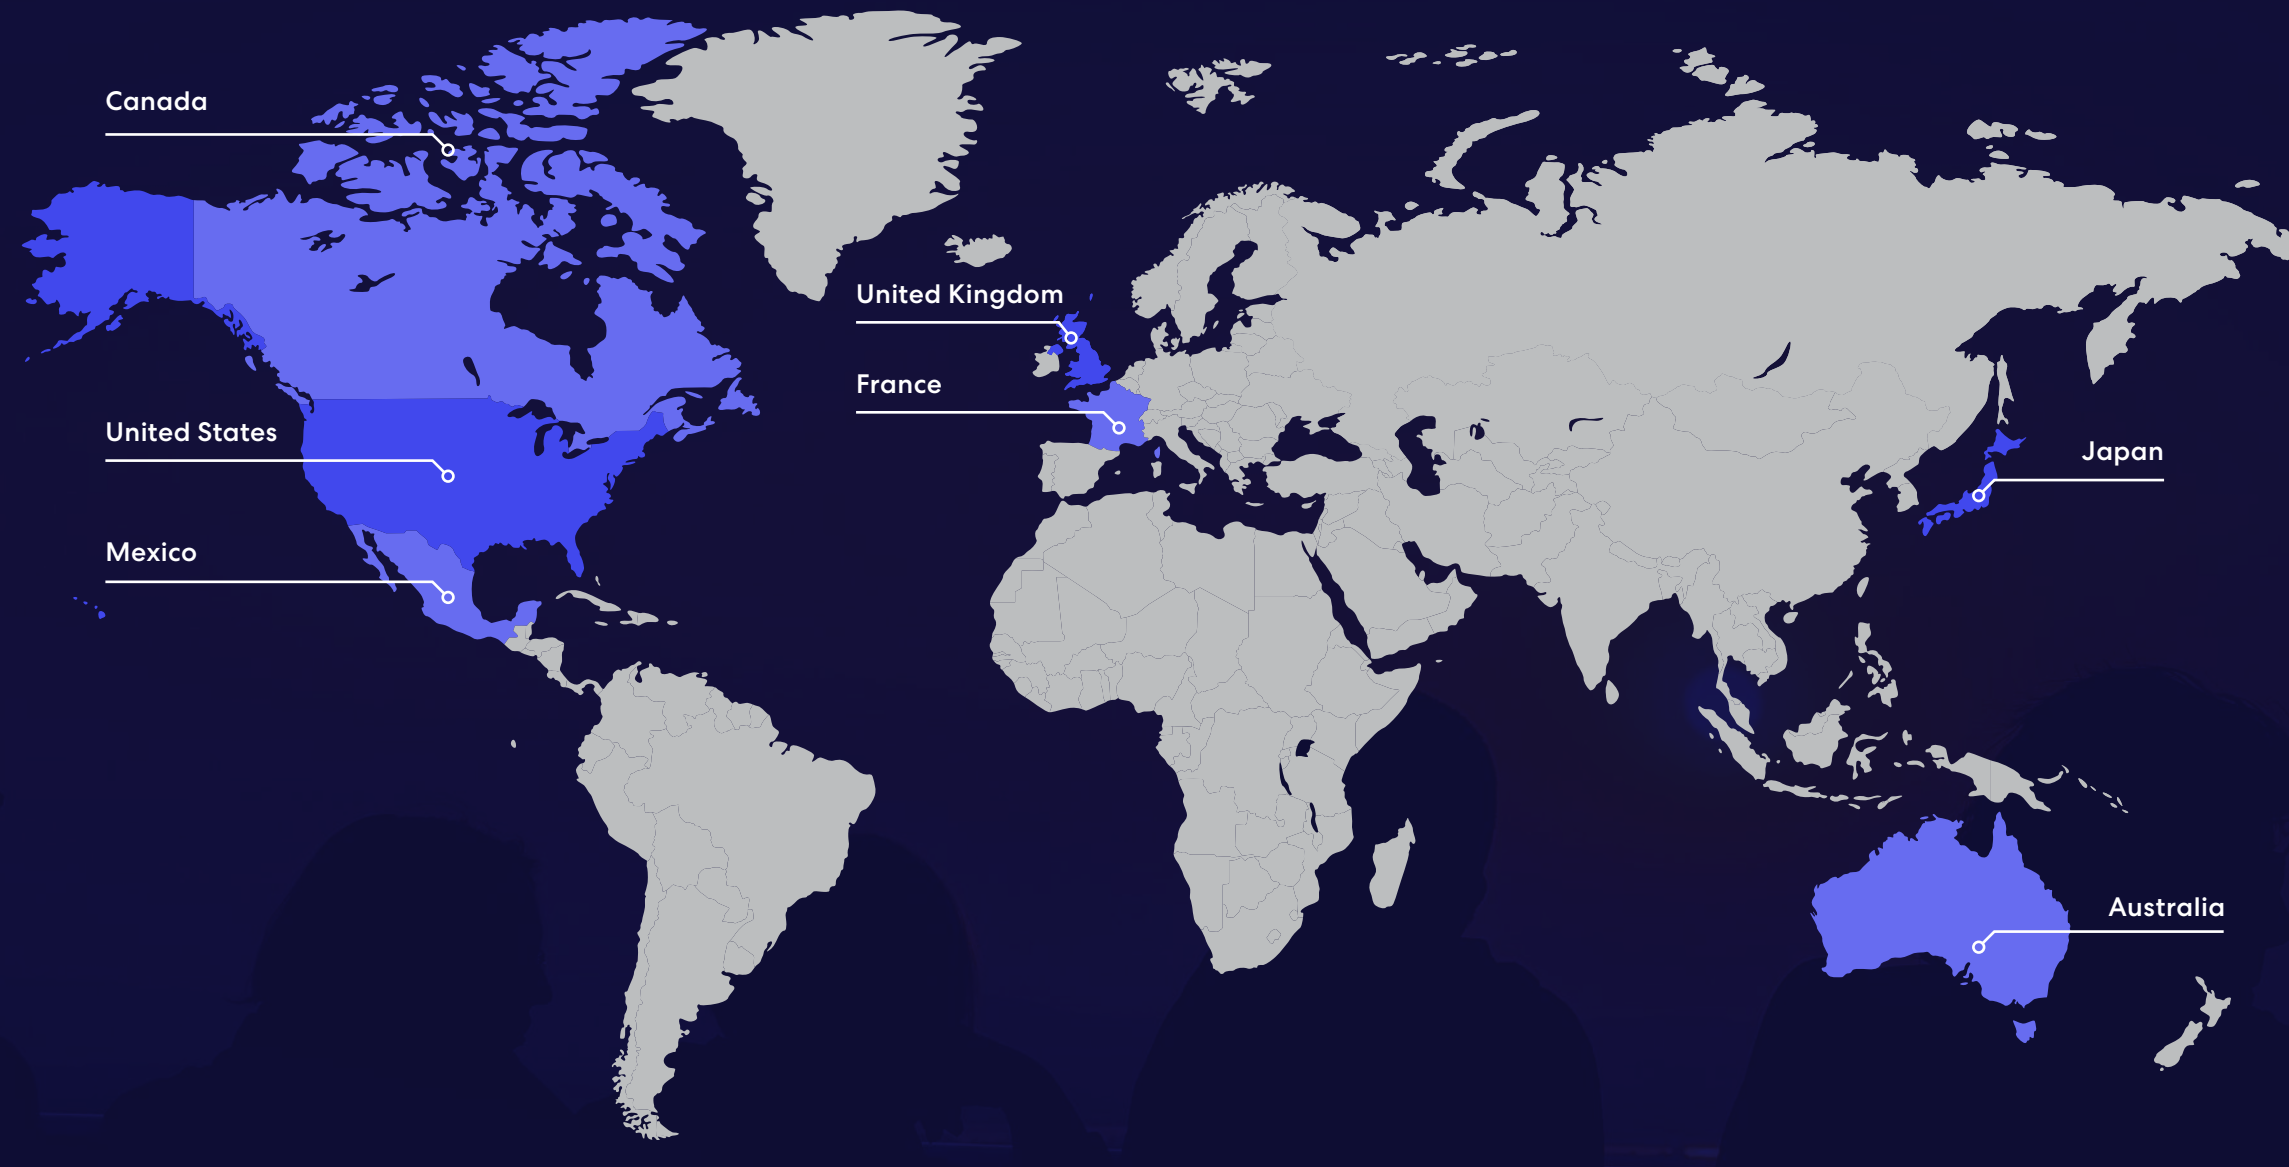 Canada
United Kingdom
France
United States
Japan
Mexico
Australia